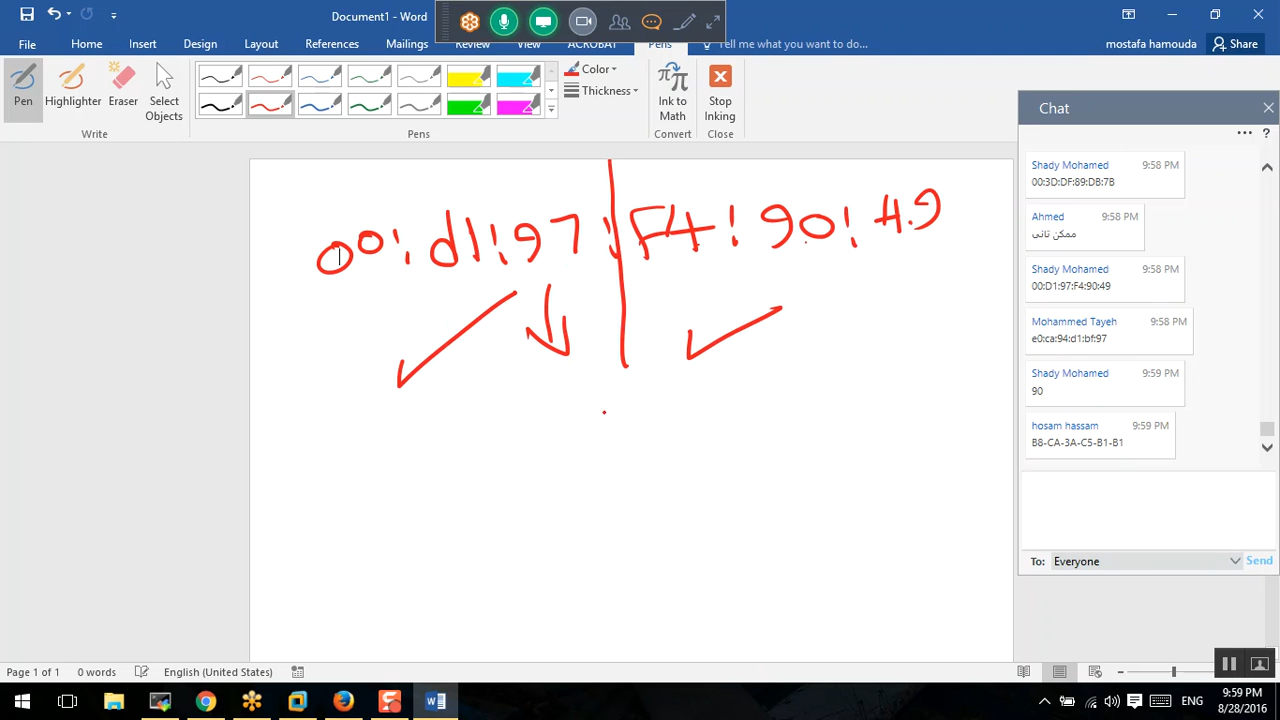 Document1 - Word
File
Home
Insert
Design
Layout
References
Mailings
Review
View
ACROBAT
Pens
Tell me what you want to do...
mostafa hamouda
Share
Pen
Highlighter
Eraser
Select Objects
Color
Thickness
Ink to Math
Stop Inking
Write
Pens
Convert
Close
00:d1:97:F4:90:49
Chat
Shady Mohamed 9:58 PM
00:3D:DF:89:DB:7B
Ahmed 9:58 PM
ممكن تانى
Shady Mohamed 9:58 PM
00:D1:97:F4:90:49
Mohammed Tayeh 9:58 PM
e0:ca:94:d1:bf:97
Shady Mohamed 9:59 PM
90
hosam hassam 9:59 PM
B8-CA-3A-C5-B1-B1
To: Everyone Send
Page 1 of 1 0 words English (United States)
ENG
9:59 PM
8/28/2016